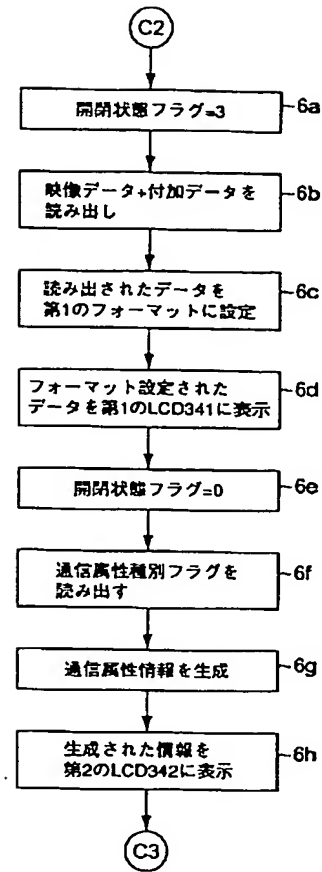 C2
開閉状態フラグ=3
6a
映像データ+付加データを
読み出し
6b
読み出されたデータを
第1のフォーマットに設定
6c
フォーマット設定された
データを第1のLCD341に表示
6d
開閉状態フラグ=0
6e
通信属性種別フラグを
読み出す
6f
通信属性情報を生成
6g
生成された情報を
第2のLCD342に表示
6h
C3